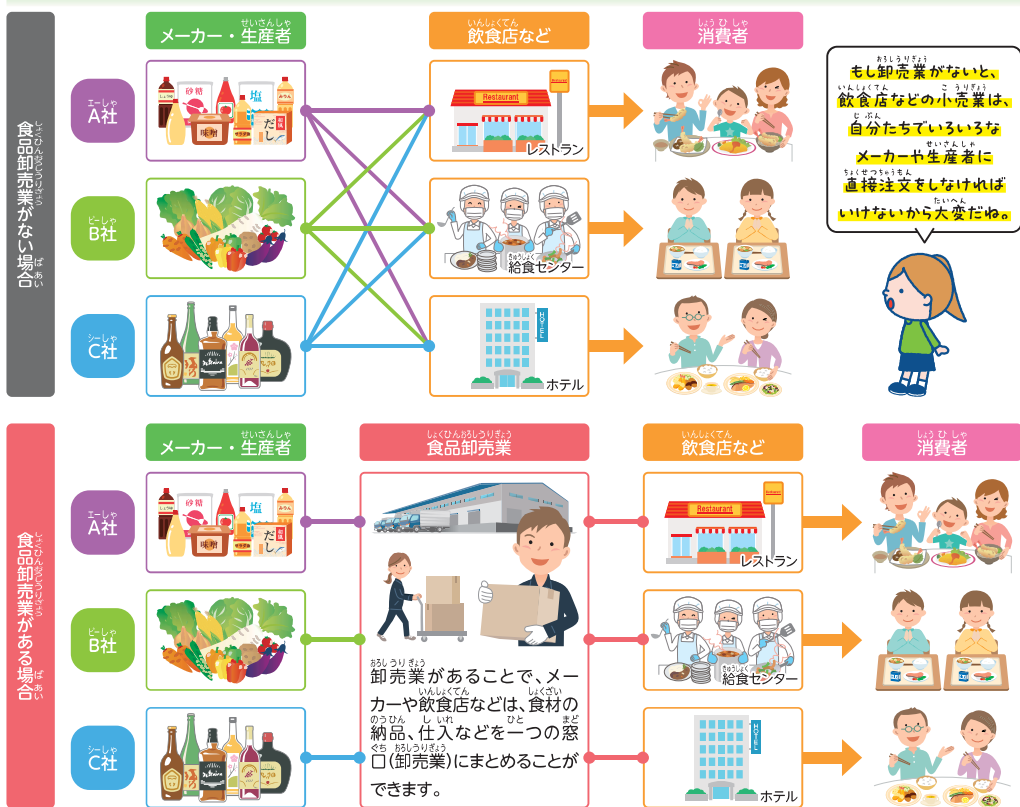 メーカー・生産者
飲食店など
消費者
食品卸売業がない場合
A社
B社
C社
砂糖
塩
味噌
だし
みりん
Restaurant
レストラン
給食センター
HOTEL
ホテル
もし卸売業がないと、
飲食店などの小売業は、
自分たちでいろいろな
メーカーや生産者に
直接注文をしなければ
いけないから大変だね。
メーカー・生産者
食品卸売業
飲食店など
消費者
食品卸売業がある場合
A社
B社
C社
砂糖
塩
味噌
だし
みりん
卸売業があることで、メー
カーや飲食店などは、食材の
納品、仕入などを一つの窓
口(卸売業)にまとめることが
できます。
Restaurant
レストラン
給食センター
HOTEL
ホテル